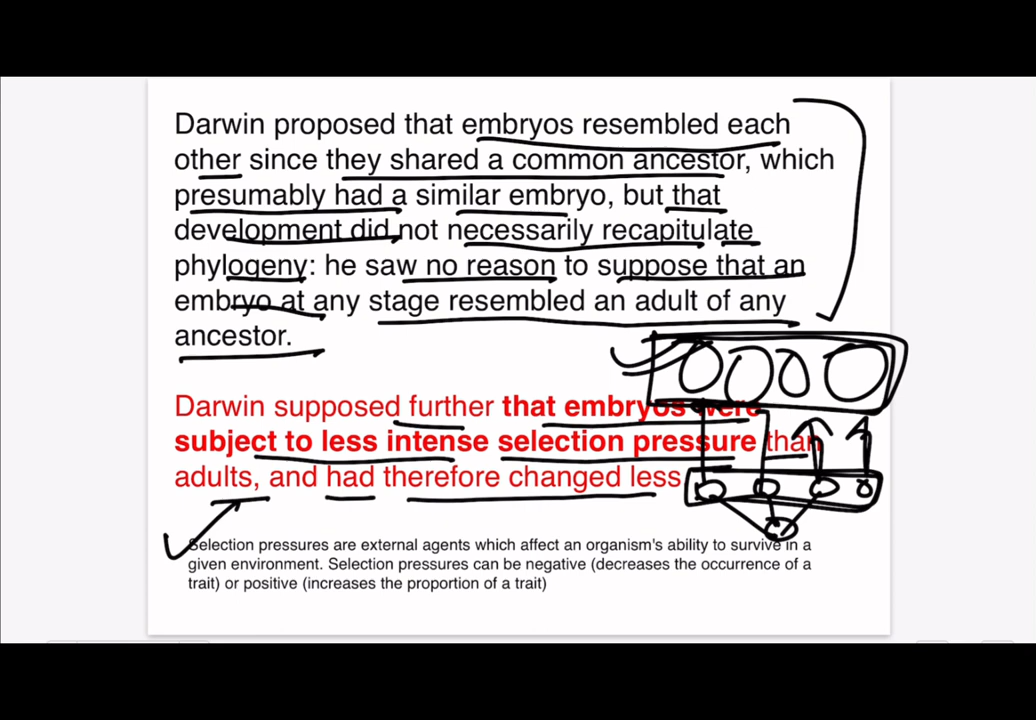 Darwin proposed that embryos resembled each
other since they shared a common ancestor, which
presumably had a similar embryo, but that
development did not necessarily recapitulate
phylogeny: he saw no reason to suppose that an
embryo at any stage resembled an adult of any
ancestor.
Darwin supposed further that embryos were
subject to less intense selection pressure than
adults, and had therefore changed less
Selection pressures are external agents which affect an organism's ability to survive in a
given environment. Selection pressures can be negative (decreases the occurrence of a
trait) or positive (increases the proportion of a trait)